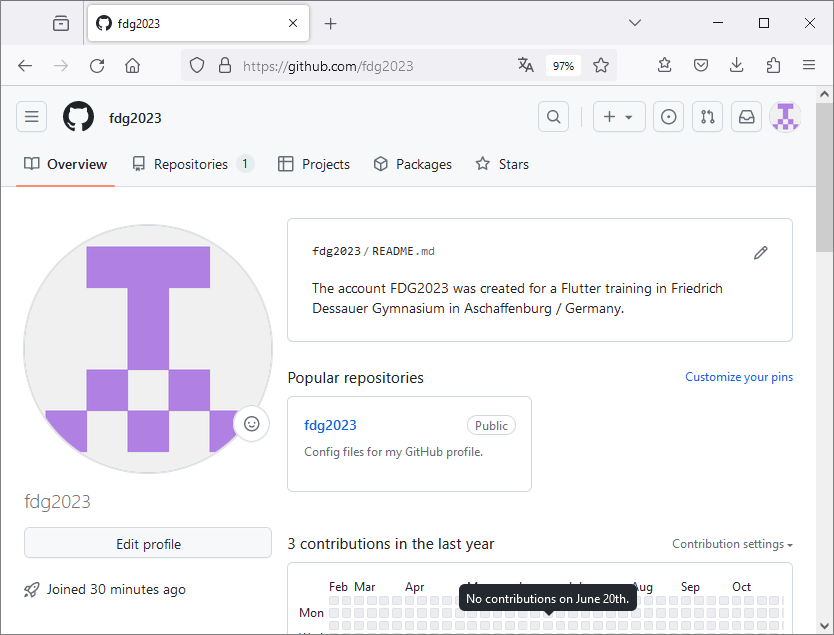 fdg2023
https://github.com/fdg2023
97%
fdg2023
Overview
Repositories 1
Projects
Packages
Stars
fdg2023 / README.md
The account FDG2023 was created for a Flutter training in Friedrich
Dessauer Gymnasium in Aschaffenburg / Germany.
Popular repositories
Customize your pins
fdg2023
Public
Config files for my GitHub profile.
fdg2023
Edit profile
Joined 30 minutes ago
3 contributions in the last year
Contribution settings
Feb Mar Apr Aug Sep Oct
No contributions on June 20th.
Mon